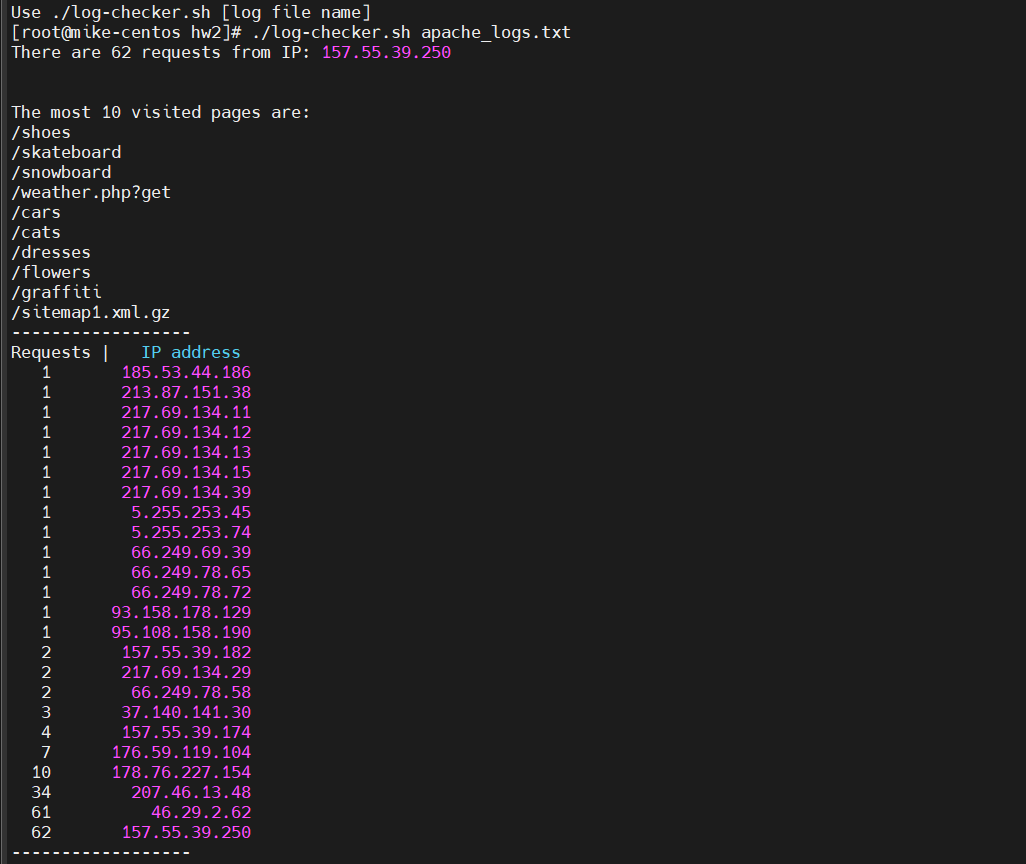 Use ./log-checker.sh [log file name]
[root@mike-centos hw2]# ./log-checker.sh apache_logs.txt
There are 62 requests from IP: 157.55.39.250
The most 10 visited pages are:
/shoes
/skateboard
/snowboard
/weather.php?get
/cars
/cats
/dresses
/flowers
/graffiti
/sitemap1.xml.gz
------------------
Requests |   IP address
1 185.53.44.186
1 213.87.151.38
1 217.69.134.11
1 217.69.134.12
1 217.69.134.13
1 217.69.134.15
1 217.69.134.39
1 5.255.253.45
1 5.255.253.74
1 66.249.69.39
1 66.249.78.65
1 66.249.78.72
1 93.158.178.129
1 95.108.158.190
2 157.55.39.182
2 217.69.134.29
2 66.249.78.58
3 37.140.141.30
4 157.55.39.174
7 176.59.119.104
10 178.76.227.154
34 207.46.13.48
61 46.29.2.62
62 157.55.39.250
------------------